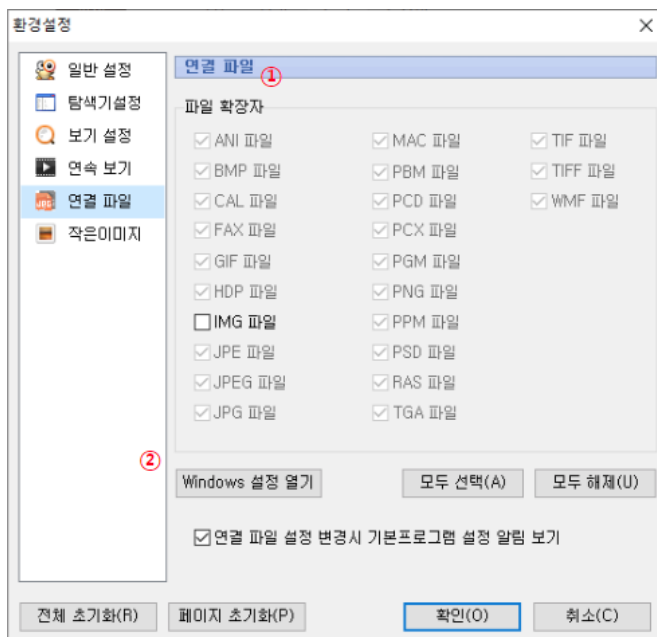 환경설정
일반 설정
탐색기설정
보기 설정
연속 보기
연결 파일
작은이미지
연결 파일 ①
파일 확장자
ANI 파일 MAC 파일 TIF 파일
BMP 파일 PBM 파일 TIFF 파일
CAL 파일 PCD 파일 WMF 파일
FAX 파일 PCX 파일
GIF 파일 PGM 파일
HDP 파일 PNG 파일
IMG 파일 PPM 파일
JPE 파일 PSD 파일
JPEG 파일 RAS 파일
JPG 파일 TGA 파일
②
Windows 설정 열기 모두 선택(A) 모두 해제(U)
연결 파일 설정 변경시 기본프로그램 설정 알림 보기
전체 초기화(R) 페이지 초기화(P) 확인(O) 취소(C)